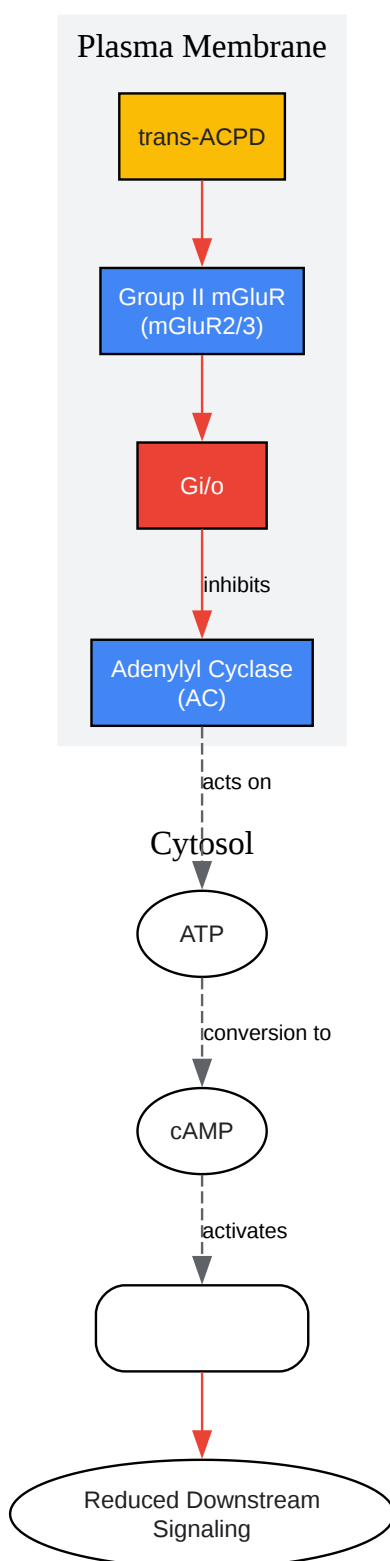 Plasma Membrane
trans-ACPD
Group II mGluR
(mGluR2/3)
Gi/o
inhibits
Adenylyl Cyclase
(AC)
acts on
Cytosol
ATP
conversion to
cAMP
activates
Reduced Downstream
Signaling